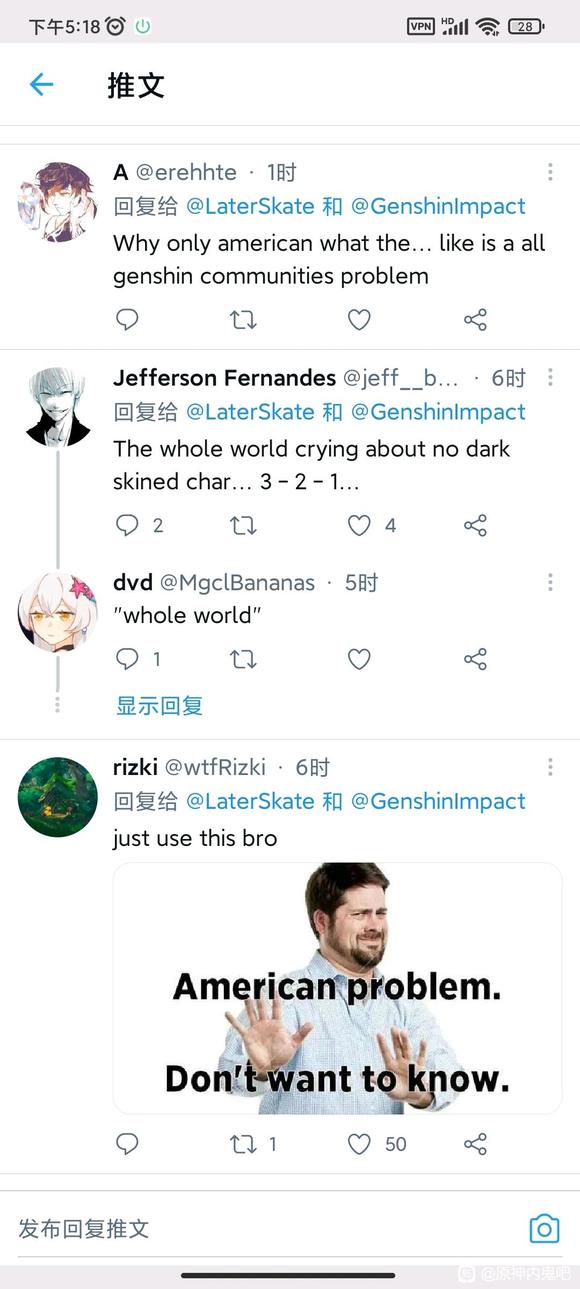 下午5:18
VPN HD 28
推文
A @erehhte · 1时
回复给 @LaterSkate 和 @GenshinImpact
Why only american what the... like is a all
genshin communities problem
Jefferson Fernandes @jeff__b... · 6时
回复给 @LaterSkate 和 @GenshinImpact
The whole world crying about no dark
skined char... 3 - 2 - 1...
2 4
dvd @MgclBananas · 5时
"whole world"
1
显示回复
rizki @wtfRizki · 6时
回复给 @LaterSkate 和 @GenshinImpact
just use this bro
American problem.
Don't want to know.
1 50
发布回复推文
@原神内鬼吧